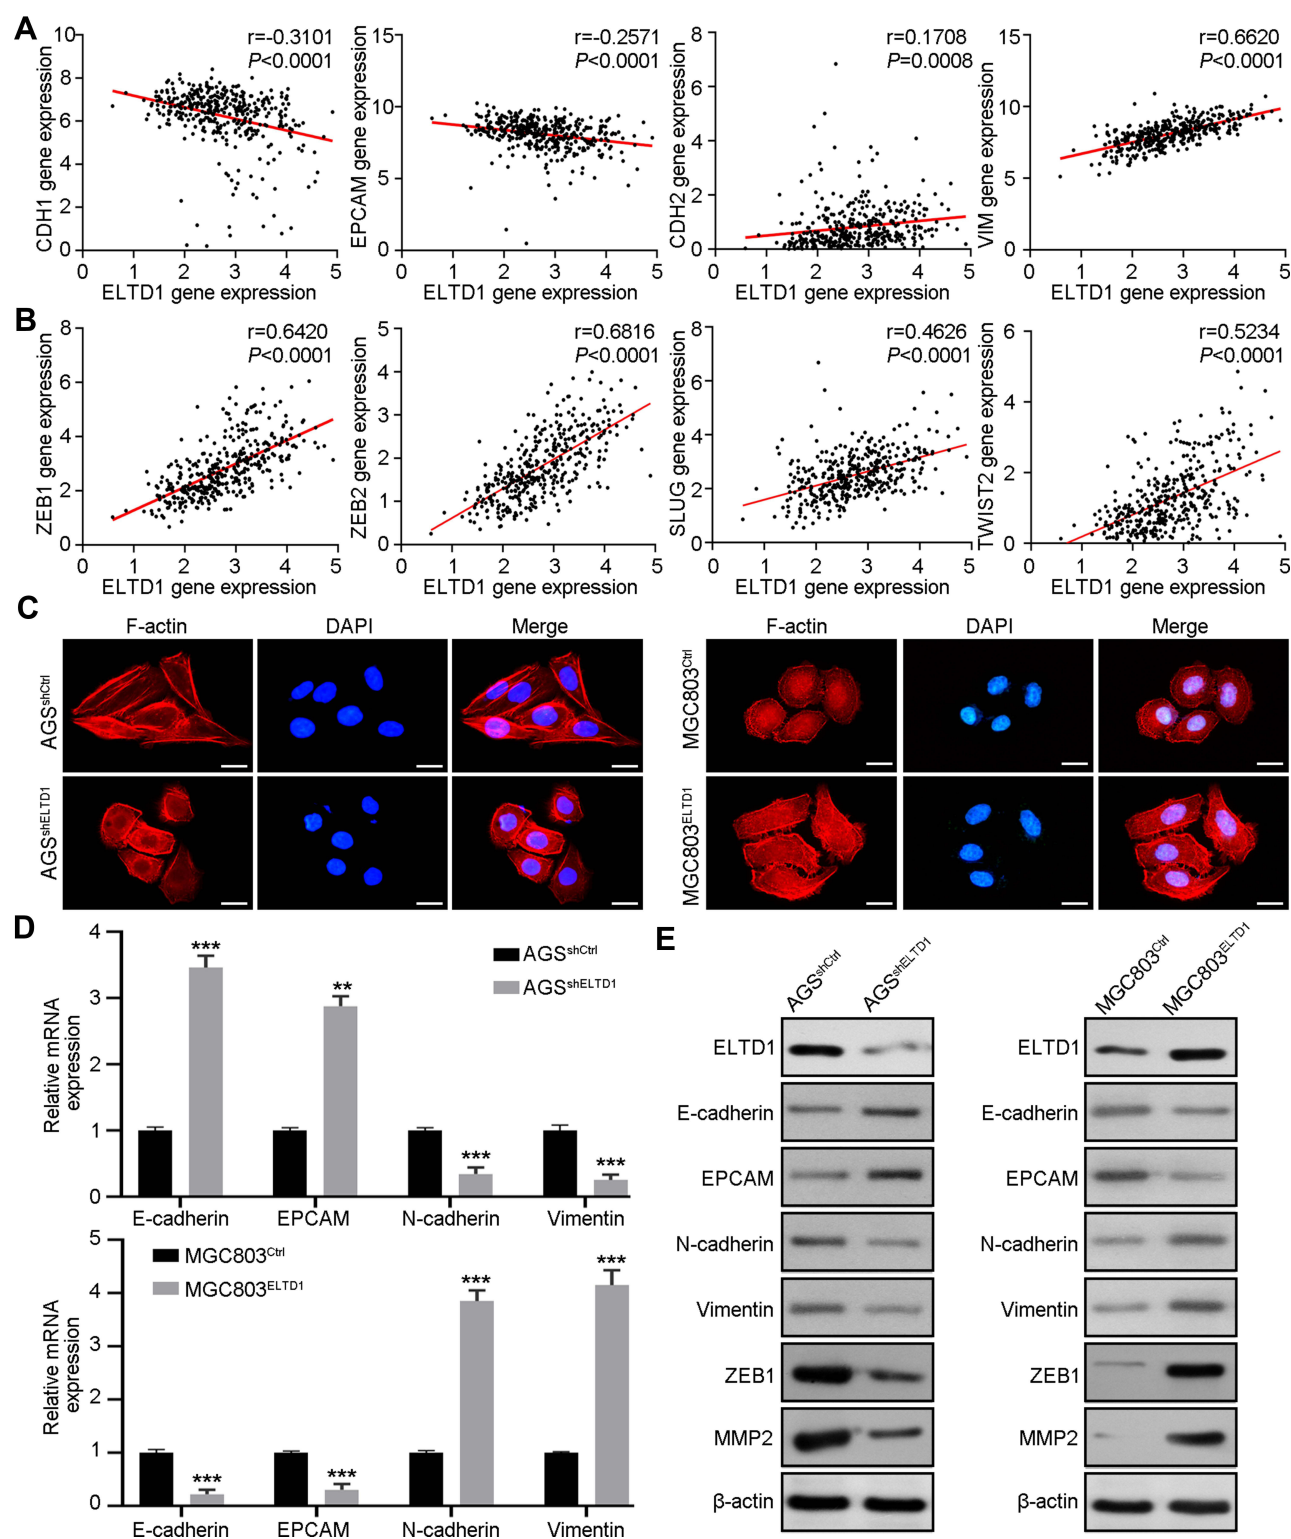 A
r=-0.3101
P<0.0001
CDH1 gene expression
10
8
6
4
2
0
0 1 2 3 4 5
ELTD1 gene expression
r=-0.2571
P<0.0001
EPCAM gene expression
15
10
5
0
0 1 2 3 4 5
ELTD1 gene expression
r=0.1708
P=0.0008
CDH2 gene expression
8
6
4
2
0
0 1 2 3 4 5
ELTD1 gene expression
r=0.6620
P<0.0001
VIM gene expression
15
10
5
0
0 1 2 3 4 5
ELTD1 gene expression
B
r=0.6420
P<0.0001
ZEB1 gene expression
8
6
4
2
0
0 1 2 3 4 5
ELTD1 gene expression
r=0.6816
P<0.0001
ZEB2 gene expression
5
4
3
2
1
0
0 1 2 3 4 5
ELTD1 gene expression
r=0.4626
P<0.0001
SLUG gene expression
8
6
4
2
0
0 1 2 3 4 5
ELTD1 gene expression
r=0.5234
P<0.0001
TWIST2 gene expression
6
4
2
0
0 1 2 3 4 5
ELTD1 gene expression
C
F-actin DAPI Merge
AGSshCtrl
AGSshELTD1
F-actin DAPI Merge
MGC803Ctrl
MGC803ELTD1
D
Relative mRNA
expression
4
3
2
1
0
AGSshCtrl
AGSshELTD1
*** ** *** ***
E-cadherin EPCAM N-cadherin Vimentin
Relative mRNA
expression
5
4
3
2
1
0
MGC803Ctrl
MGC803ELTD1
*** *** *** ***
E-cadherin EPCAM N-cadherin Vimentin
E
AGSshCtrl AGSshELTD1
ELTD1
E-cadherin
EPCAM
N-cadherin
Vimentin
ZEB1
MMP2
β-actin
MGC803Ctrl MGC803ELTD1
ELTD1
E-cadherin
EPCAM
N-cadherin
Vimentin
ZEB1
MMP2
β-actin